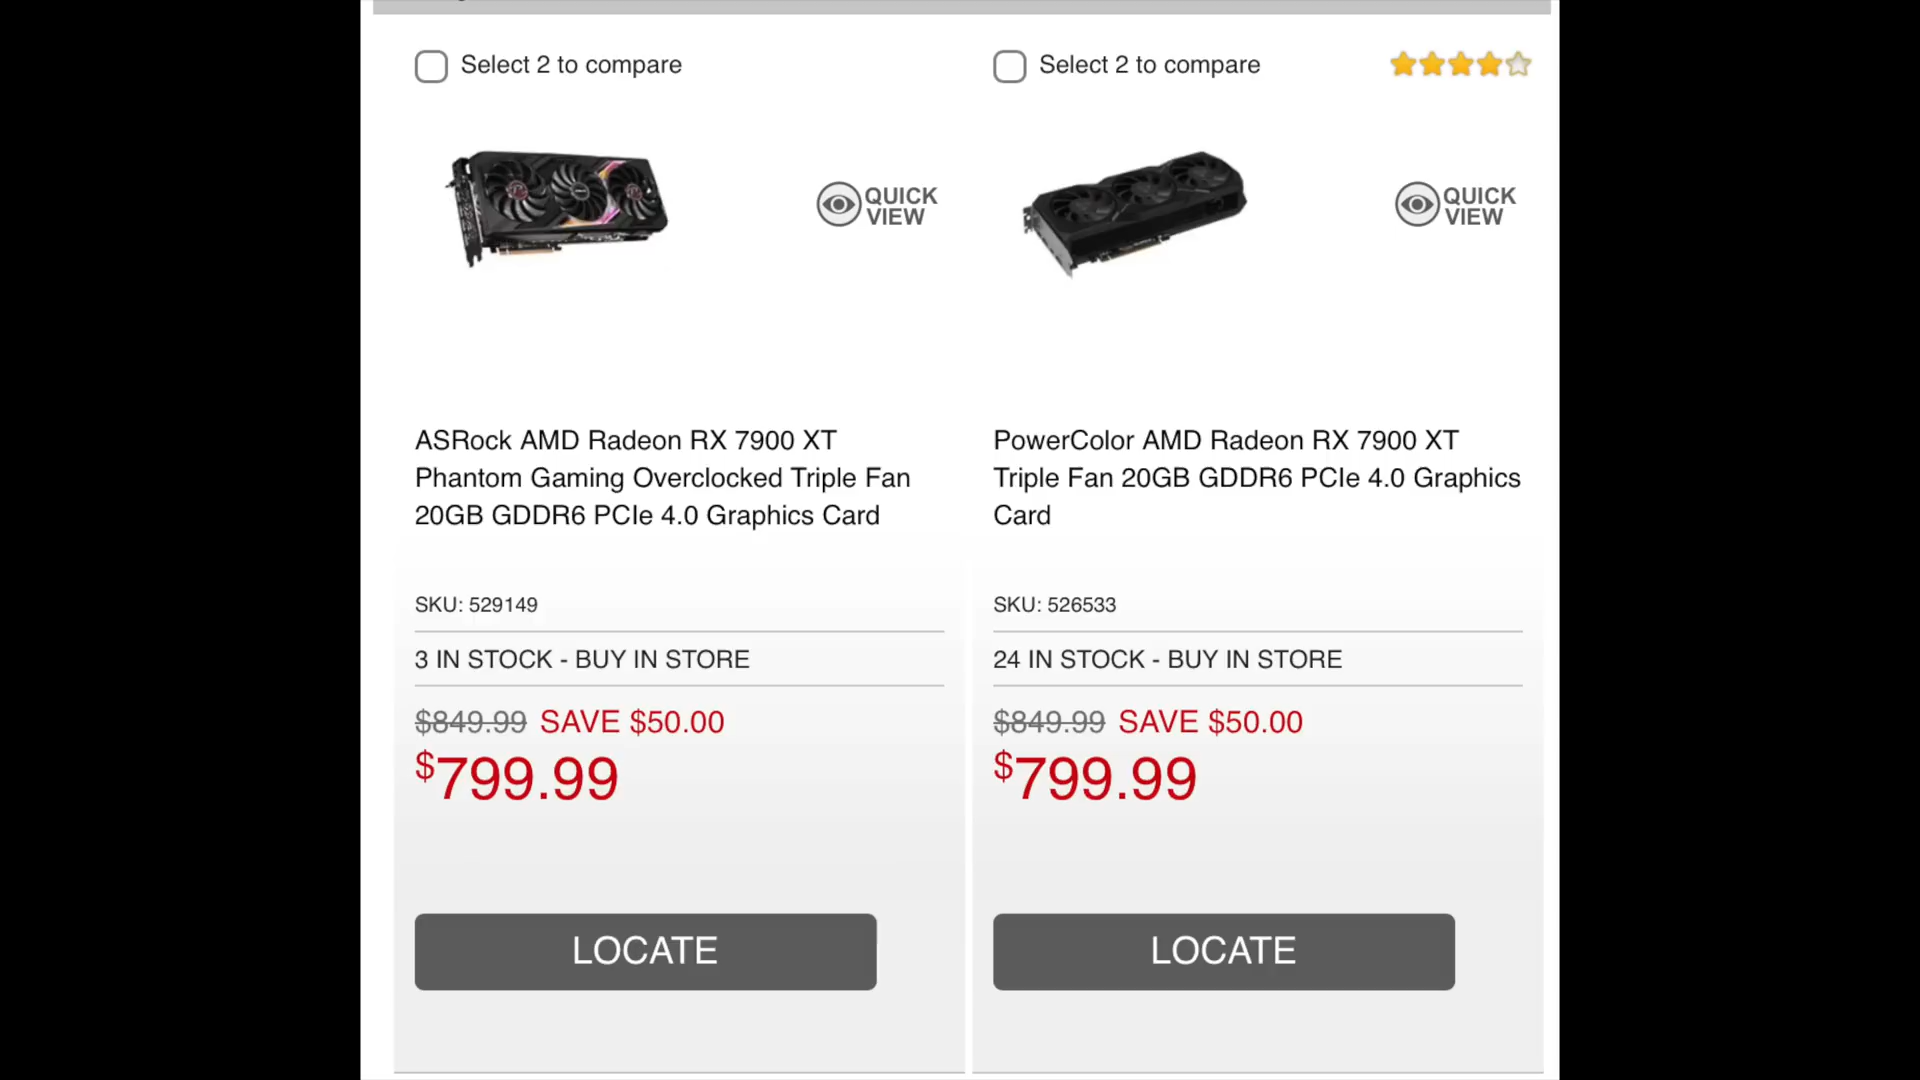 Select 2 to compare
QUICK
VIEW
ASRock AMD Radeon RX 7900 XT
Phantom Gaming Overclocked Triple Fan
20GB GDDR6 PCIe 4.0 Graphics Card
SKU: 529149
3 IN STOCK - BUY IN STORE
$849.99 SAVE $50.00
$799.99
LOCATE
Select 2 to compare
QUICK
VIEW
PowerColor AMD Radeon RX 7900 XT
Triple Fan 20GB GDDR6 PCIe 4.0 Graphics
Card
SKU: 526533
24 IN STOCK - BUY IN STORE
$849.99 SAVE $50.00
$799.99
LOCATE